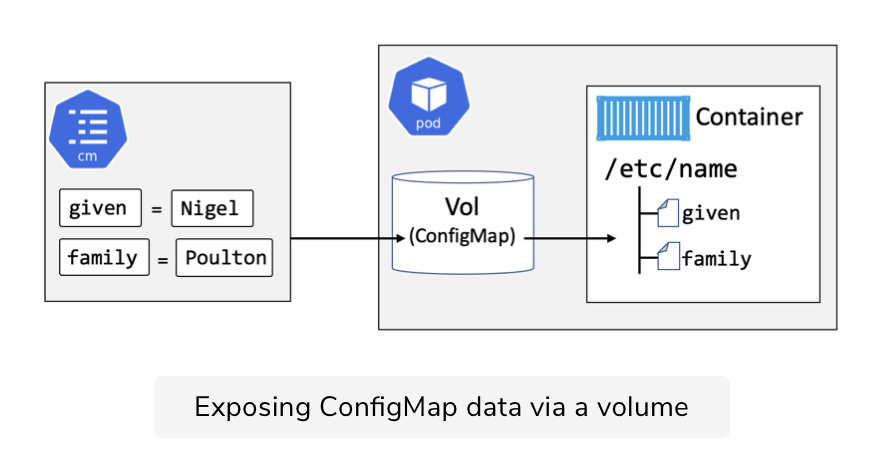 cm
given = Nigel
family = Poulton
pod
Vol
(ConfigMap)
Container
/etc/name
given
family
Exposing ConfigMap data via a volume